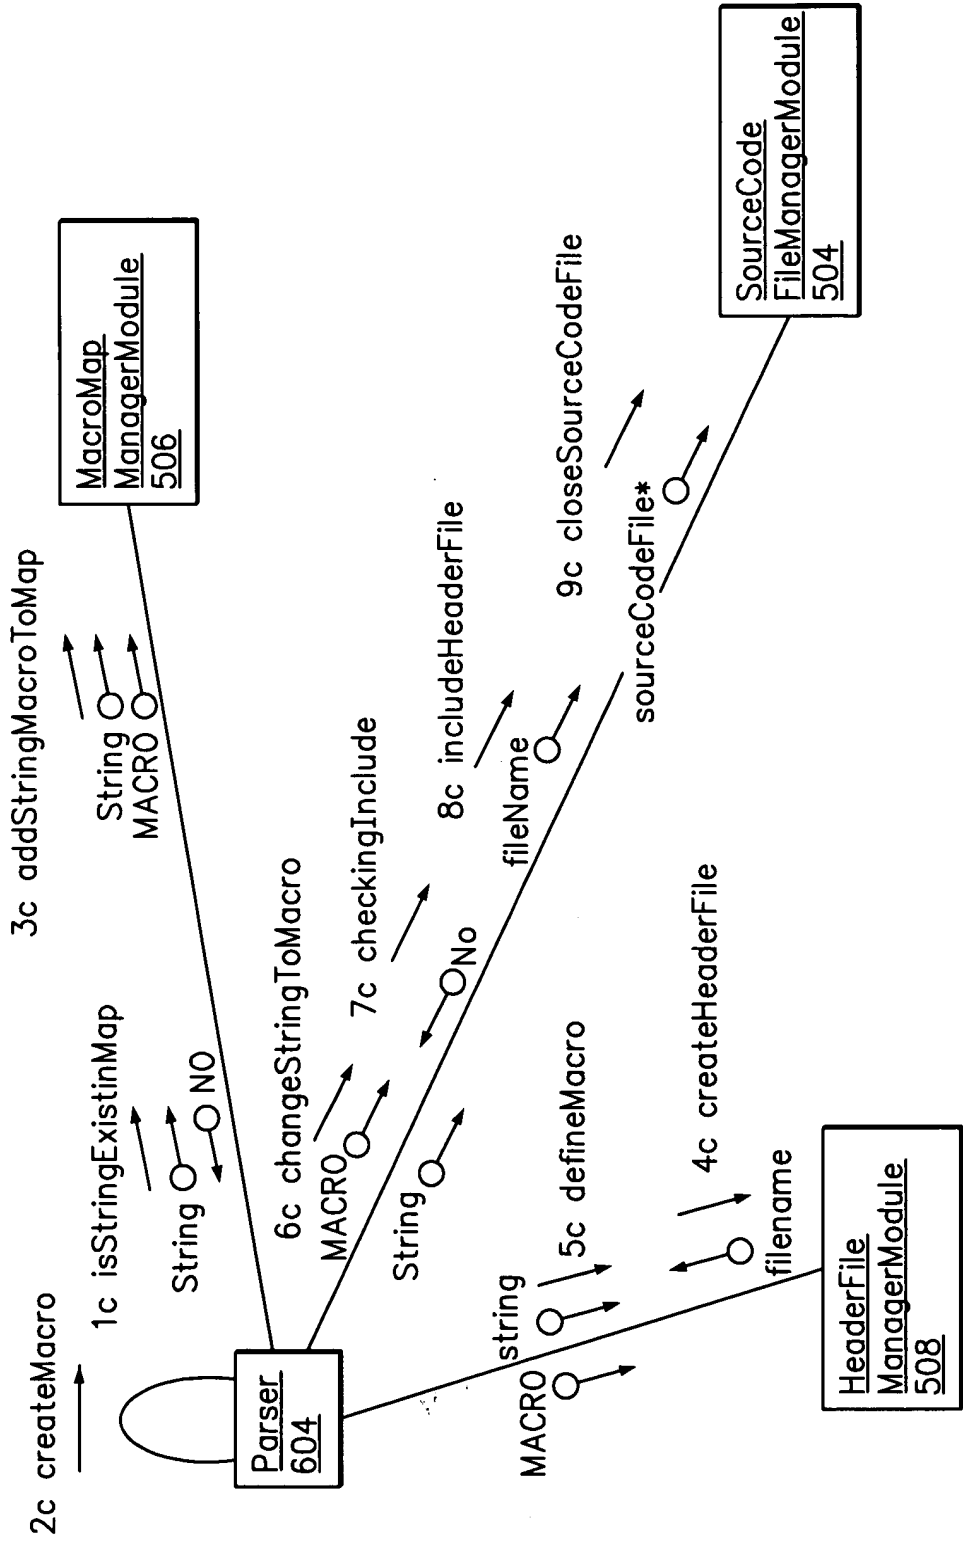 2c createMacro
1c isStringExistinMap
String
NO
3c addStringMacroToMap
String
MACRO
MacroMap
ManagerModule
506
Parser
604
6c changeStringToMacro
MACRO
String
7c checkingInclude
No
8c includeHeaderFile
fileName
9c closeSourceCodeFile
sourceCodeFile*
SourceCode
FileManagerModule
504
string
MACRO
5c defineMacro
4c createHeaderFile
filename
HeaderFile
ManagerModule
508